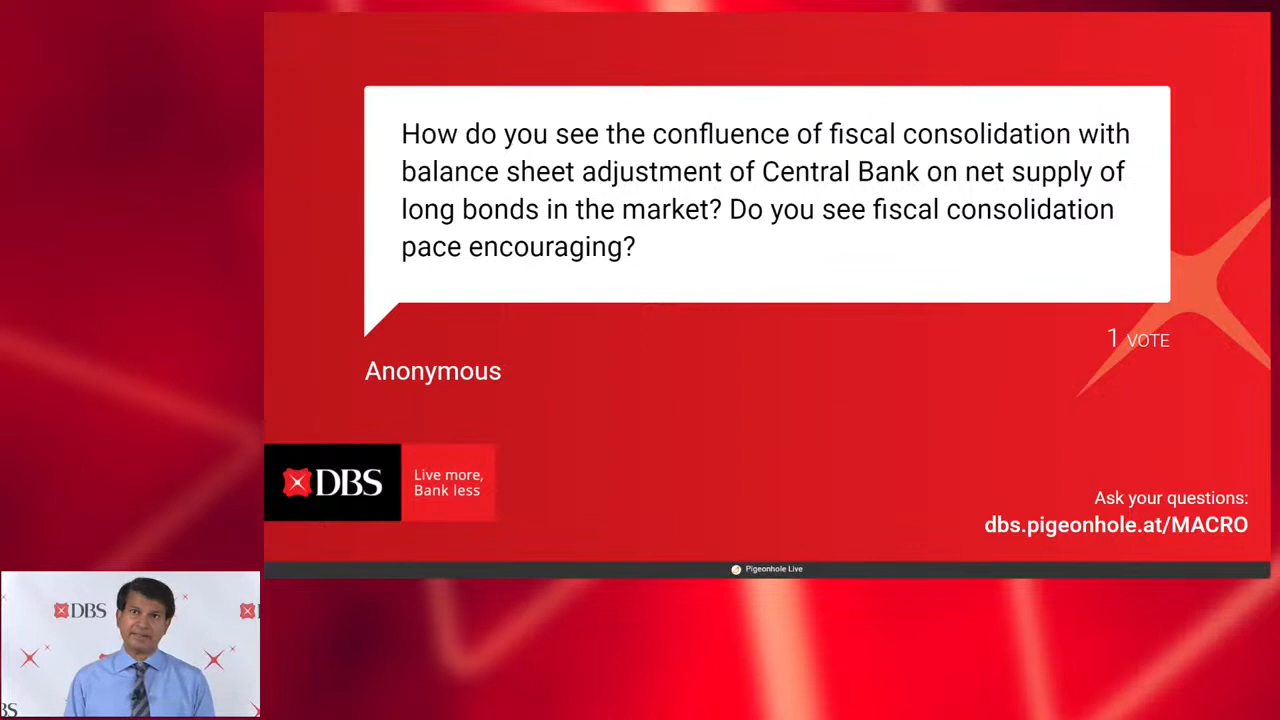 How do you see the confluence of fiscal consolidation with
balance sheet adjustment of Central Bank on net supply of
long bonds in the market? Do you see fiscal consolidation
pace encouraging?
1 VOTE
Anonymous
DBS
Live more,
Bank less
Ask your questions:
dbs.pigeonhole.at/MACRO
Pigeonhole Live
DBS